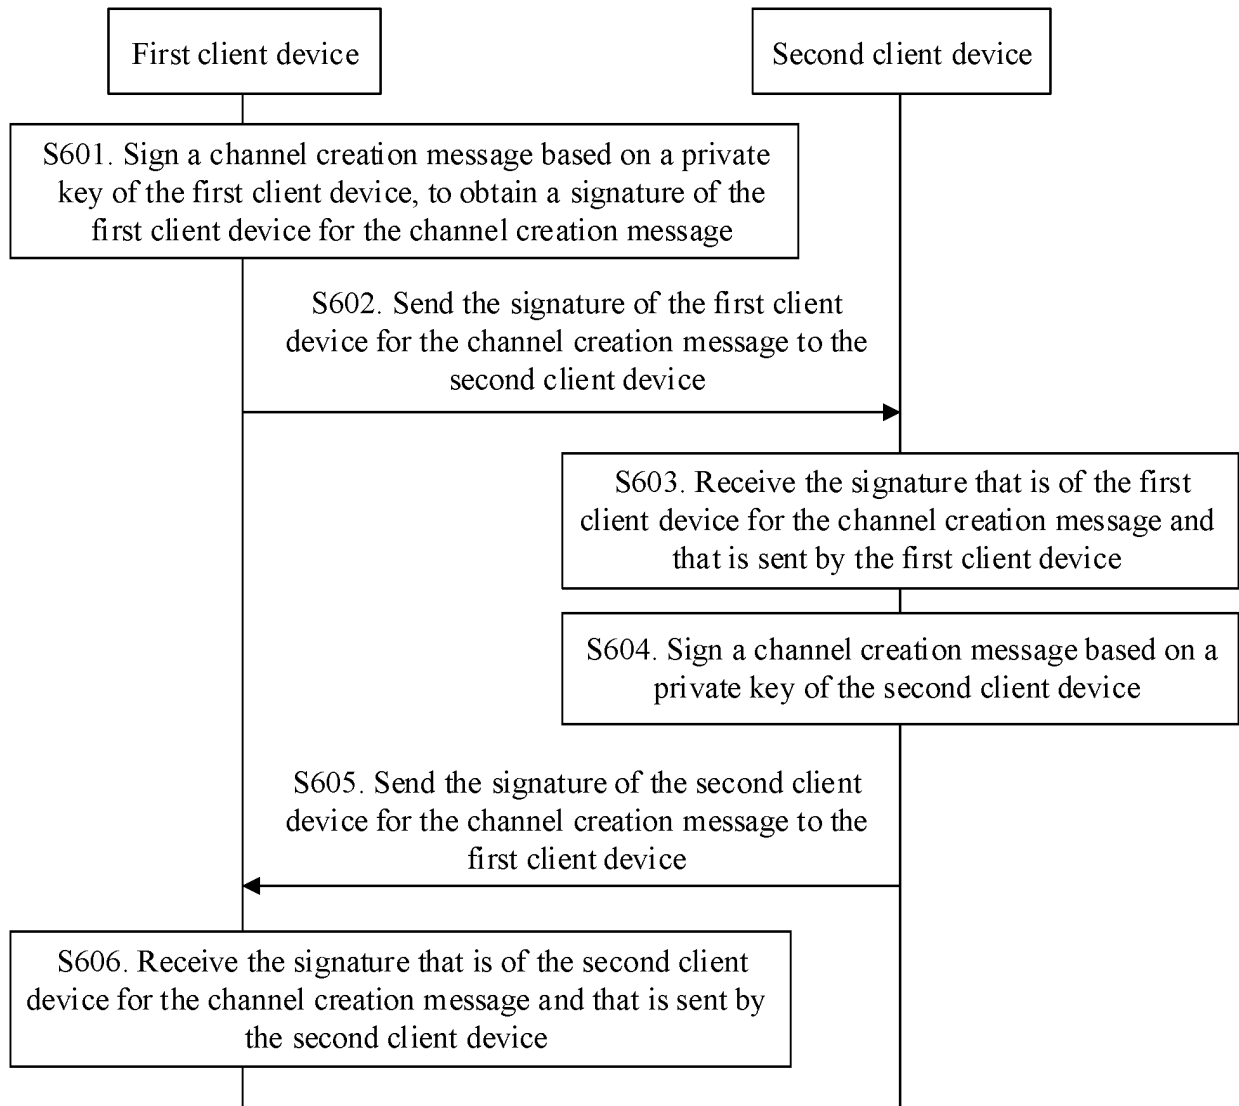 First client device
Second client device
S601. Sign a channel creation message based on a private
key of the first client device, to obtain a signature of the
first client device for the channel creation message
S602. Send the signature of the first client
device for the channel creation message to the
second client device
S603. Receive the signature that is of the first
client device for the channel creation message and
that is sent by the first client device
S604. Sign a channel creation message based on a
private key of the second client device
S605. Send the signature of the second client
device for the channel creation message to the
first client device
S606. Receive the signature that is of the second client
device for the channel creation message and that is sent by
the second client device